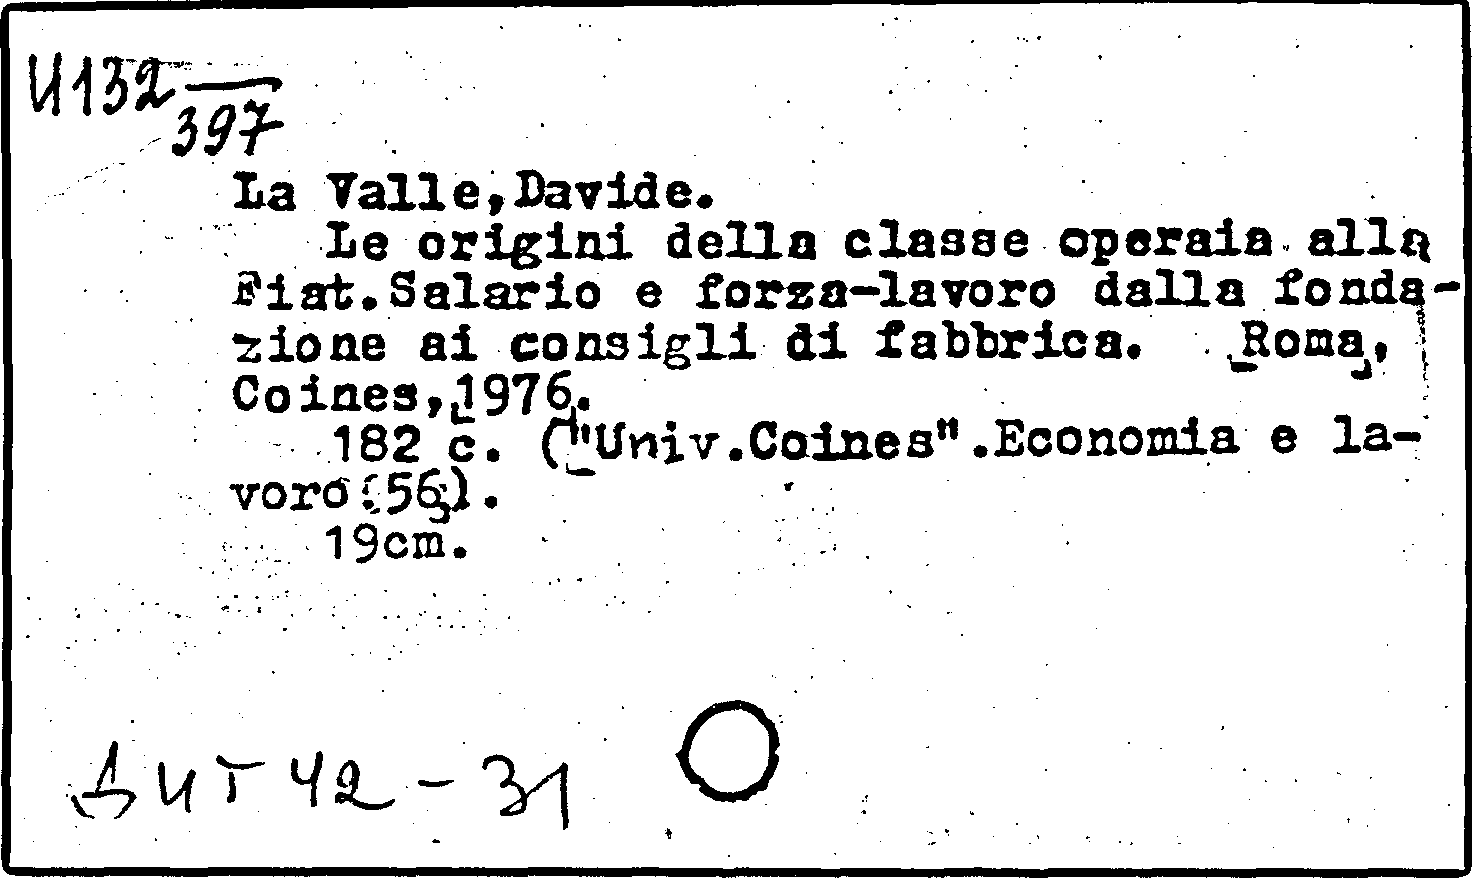 И132
397
La Valle,Davide.
Le origini della classe operaia alla
Fiat.Salario e forza-lavoro dalla fonda-
zione ai consigli di fabbrica. [Roma],
Coines,[1976].
182 с. (["Univ.Coines".Economia e la-
voro[56]).
19cm.
ДИТ 42-31